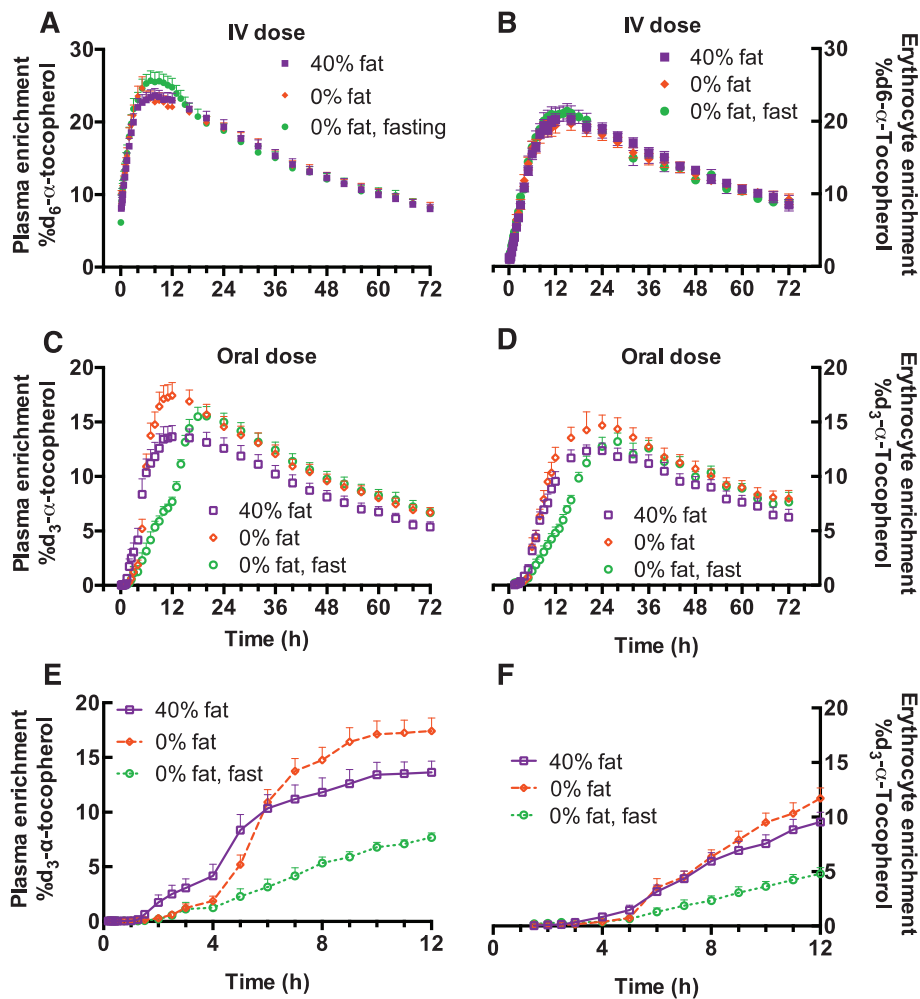 A
IV dose
Plasma enrichment
%d6-α-tocopherol
30
20
10
0
40% fat
0% fat
0% fat, fasting
0 12 24 36 48 60 72
B
IV dose
Erythrocyte enrichment
%d6-α-Tocopherol
30
20
10
0
40% fat
0% fat
0% fat, fast
0 12 24 36 48 60 72
C
Oral dose
Plasma enrichment
%d3-α-tocopherol
20
15
10
5
0
40% fat
0% fat
0% fat, fast
0 12 24 36 48 60 72
Time (h)
D
Oral dose
Erythrocyte enrichment
%d3-α-Tocopherol
20
15
10
5
0
40% fat
0% fat
0% fat, fast
0 12 24 36 48 60 72
Time (h)
E
Plasma enrichment
%d3-α-tocopherol
20
15
10
5
0
40% fat
0% fat
0% fat, fast
0 4 8 12
Time (h)
F
Erythrocyte enrichment
%d3-α-Tocopherol
20
15
10
5
0
40% fat
0% fat
0% fat, fast
0 4 8 12
Time (h)